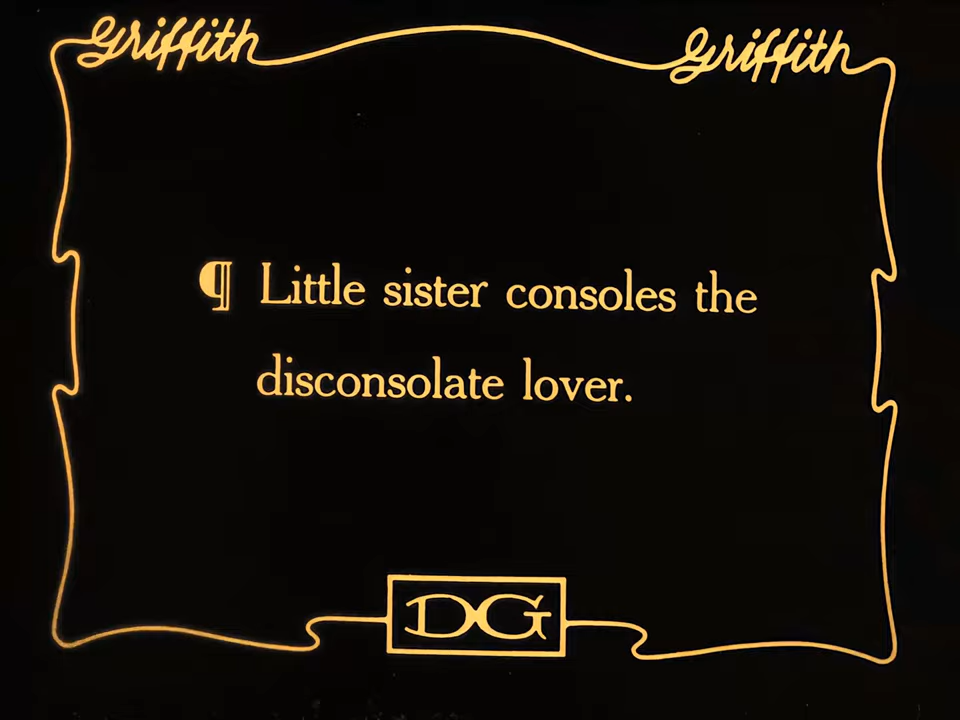 Griffith Griffith
¶ Little sister consoles the
disconsolate lover.
DG